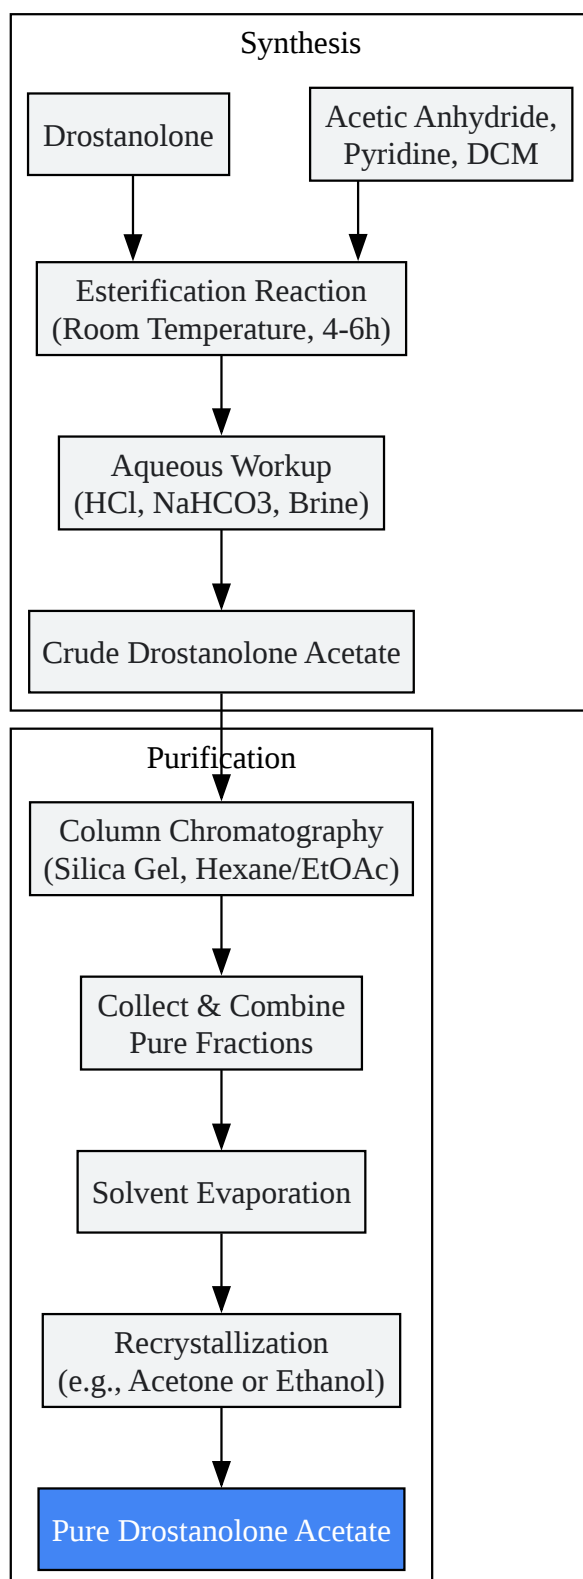 Synthesis
Drostanolone
Acetic Anhydride,
Pyridine, DCM
Esterification Reaction
(Room Temperature, 4-6h)
Aqueous Workup
(HCl, NaHCO3, Brine)
Crude Drostanolone Acetate
Purification
Column Chromatography
(Silica Gel, Hexane/EtOAc)
Collect & Combine
Pure Fractions
Solvent Evaporation
Recrystallization
(e.g., Acetone or Ethanol)
Pure Drostanolone Acetate